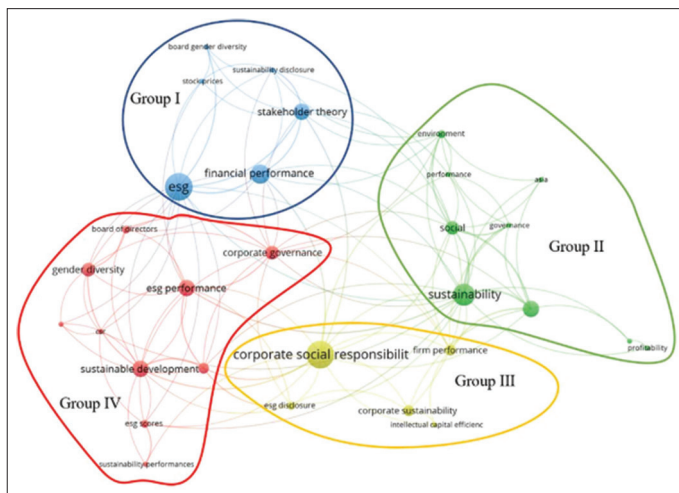 board gender diversity
sustainability disclosure
stock prices
Group I
stakeholder theory
financial performance
esg
environment
performance
asia
social
governance
Group II
sustainability
profitability
board of directors
corporate governance
gender diversity
esg performance
csr
sustainable development
Group IV
esg scores
sustainability performances
corporate social responsibilit
firm performance
Group III
esg disclosure
corporate sustainability
intellectual capital efficienc